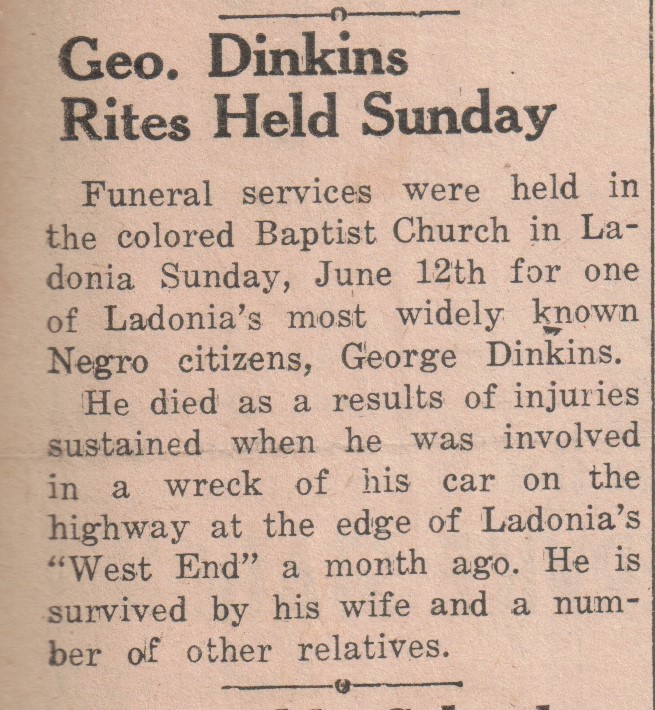 Geo. Dinkins
Rites Held Sunday
Funeral services were held in
the colored Baptist Church in La-
donia Sunday, June 12th for one
of Ladonia's most widely known
Negro citizens, George Dinkins.
He died as a results of injuries
sustained when he was involved
in a wreck of his car on the
highway at the edge of Ladonia's
“West End” a month ago. He is
survived by his wife and a num-
ber of other relatives.